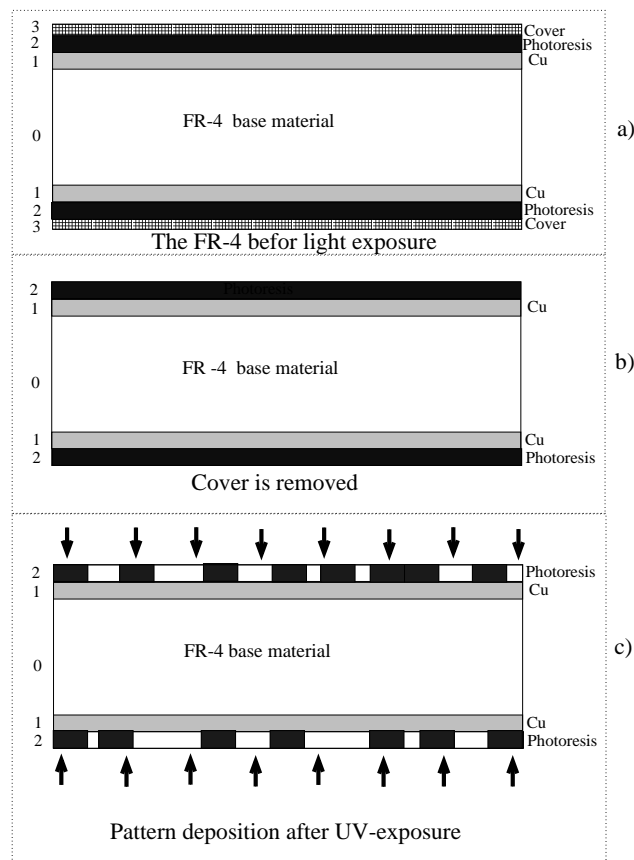 3 Cover
2 Photoresis
1 Cu
FR-4 base material
0
a)
1 Cu
2 Photoresis
3 Cover
The FR-4 befor light exposure
2 Photoresis
1 Cu
FR -4 base material
0
b)
1 Cu
2 Photoresis
Cover is removed
2 Photoresis
1 Cu
FR-4 base material
0
c)
1 Cu
2 Photoresis
Pattern deposition after UV-exposure